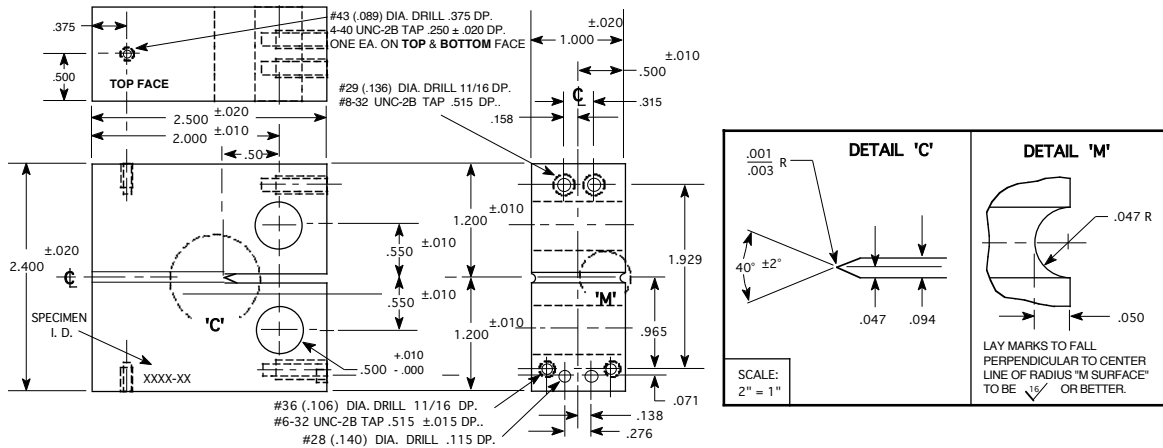 #43 (.089) DIA. DRILL .375 DP.
4-40 UNC-2B TAP .250 ± .020 DP.
ONE EA. ON TOP & BOTTOM FACE
.375
.500
TOP FACE
2.500 ±.020
2.000 ±.010
.50
±.020
1.000
±.010
.500
#29 (.136) DIA. DRILL 11/16 DP.
#8-32 UNC-2B TAP .515 DP..
℄
.315
.158
1.200 ±.010
.550 ±.010
±.020
2.400
℄
.550 ±.010
1.200 ±.010
'C'
'M'
1.929
.965
SPECIMEN
I. D.
XXXX-XX
.500 +.010
- .000
.071
#36 (.106) DIA. DRILL 11/16 DP.
#6-32 UNC-2B TAP .515 ±.015 DP..
#28 (.140) DIA. DRILL .115 DP.
.138
.276
DETAIL 'C'
.001
.003 R
40° ±2°
.047
.094
SCALE:
2" = 1"
DETAIL 'M'
.047 R
.050
LAY MARKS TO FALL
PERPENDICULAR TO CENTER
LINE OF RADIUS "M SURFACE"
TO BE 16 OR BETTER.